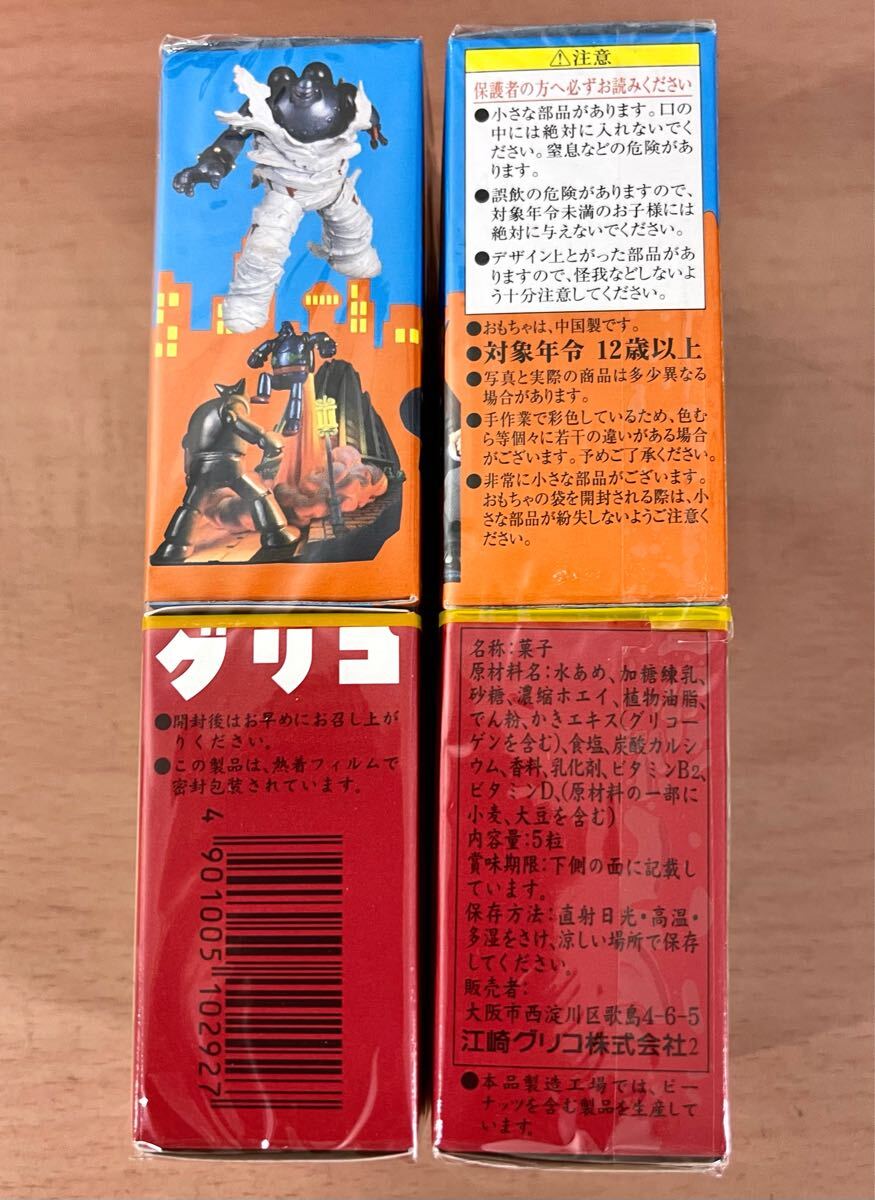 グリコ
●開封後はお早めにお召し上が
りください。
●この製品は、熱着フィルムで
密封包装されています。
4901005102927
⚠注意
保護者の方へ必ずお読みください
●小さな部品があります。口の
中には絶対に入れないでく
ださい。窒息などの危険があ
ります。
●誤飲の危険がありますので、
対象年令未満のお子様には
絶対に与えないでください。
●デザイン上とがった部品があ
りますので、怪我などしないよ
う十分注意してください。
●おもちゃは、中国製です。
●対象年令 12歳以上
●写真と実際の商品は多少異なる
場合があります。
●手作業で彩色しているため、色む
ら等個々に若干の違いがある場合
がございます。予めご了承ください。
●非常に小さな部品がございます。
おもちゃの袋を開封される際は、小
さな部品が紛失しないようご注意く
ださい。
名称:菓子
原材料名:水あめ、加糖練乳、
砂糖、濃縮ホエイ、植物油脂、
でん粉、かきエキス(グリコー
ゲンを含む)、食塩、炭酸カルシ
ウム、香料、乳化剤、ビタミンB2、
ビタミンD、(原材料の一部に
小麦、大豆を含む)
内容量:5粒
賞味期限:下側の面に記載し
ています。
保存方法:直射日光・高温・
多湿をさけ、涼しい場所で保存
してください。
販売者:
大阪市西淀川区歌島4-6-5
江崎グリコ株式会社2
●本品製造工場では、ピー
ナッツを含む製品を生産して
います。